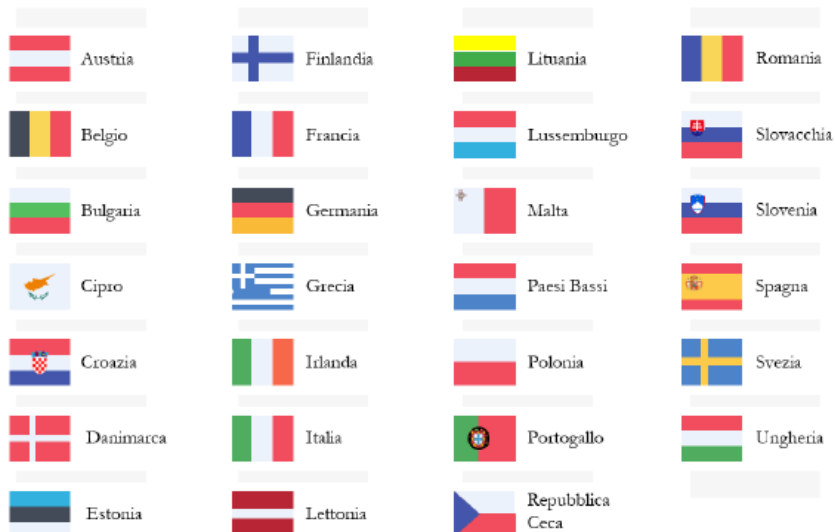 Austria
Belgio
Bulgaria
Cipro
Croazia
Danimarca
Estonia
Finlandia
Francia
Germania
Grecia
Irlanda
Italia
Lettonia
Lituania
Lussemburgo
Malta
Paesi Bassi
Polonia
Portogallo
Repubblica
Ceca
Romania
Slovacchia
Slovenia
Spagna
Svezia
Ungheria